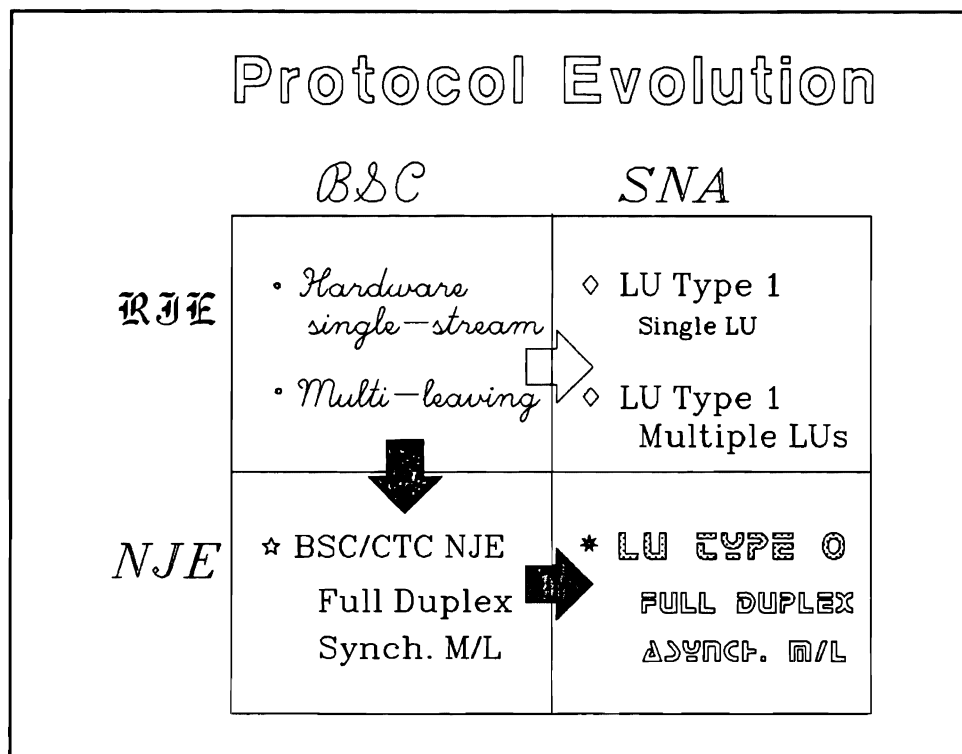 Protocol Evolution
BSC
SNA
RJE
• Hardware
single-stream
• Multi-leaving
◇ LU Type 1
Single LU
◇ LU Type 1
Multiple LUs
NJE
☆ BSC/CTC NJE
Full Duplex
Synch. M/L
* LU TYPE 0
FULL DUPLEX
ASYNCH. M/L